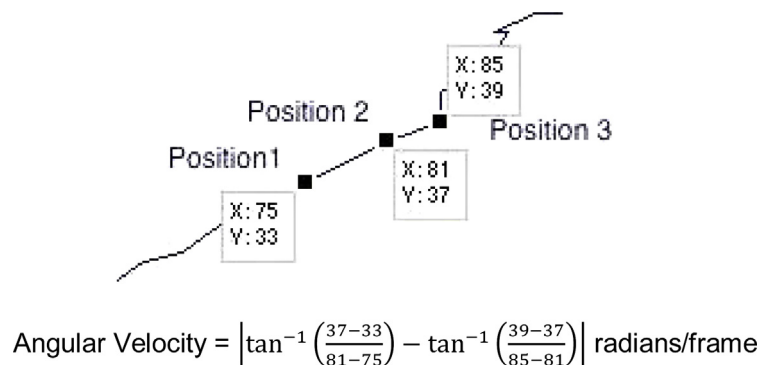 X:85
Y:39
Position 2
Position 3
Position1
X:81
Y:37
X:75
Y:33
Angular Velocity = |tan⁻¹ ((37−33)/(81−75)) − tan⁻¹ ((39−37)/(85−81))| radians/frame